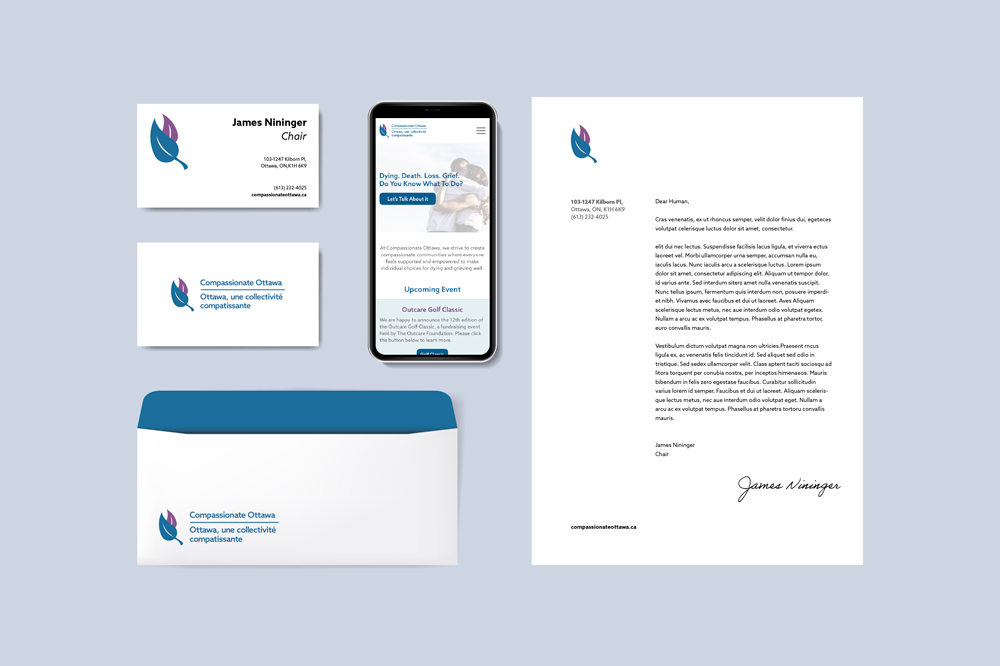 James Nininger
Chair
103-1247 Kilborn Pl,
Ottawa, ON,K1H 6K9
(613) 232-4025
compassionateottawa.ca
Compassionate Ottawa
Ottawa, une collectivité
compatissante
Compassionate Ottawa
Ottawa, une collectivité
compatissante
Dying. Death. Loss. Grief.
Do You Know What To Do?
Let's Talk About it
At Compassionate Ottawa, we strive to create
compassionate communities where everyone
feels supported and empowered to make
individual choices for dying and grieving well.
Upcoming Event
Outcare Golf Classic
We are happy to announce the 12th edition of
the Outcare Golf Classic, a fundraising event
held by The Outcare Foundation. Please click
the button below to learn more.
Golf Classic
Compassionate Ottawa
Ottawa, une collectivité
compatissante
103-1247 Kilborn Pl,
Ottawa, ON, K1H 6K9
(613) 232-4025
Dear Human,
Cras venenatis, ex ut rhoncus semper, velit dolor finius dui, egeteces
volutpat celerisque luctus dolor sit amet, consectetur.
elit dui nec lectus. Suspendisse facilisis lacus ligula, et viverra ectus
laoreet vel. Morbi ullamcorper urna semper, accumsan nulla eu,
iaculis lacus. Nunc iaculis arcu a scelerisque luctus. Lorem ipsum
dolor sit amet, consectetur adipiscing elit. Aliquam ut tempor dolor,
id varius ante. Sed interdum siterz amet nulla venenatis suscipit.
Nunc tellus ipsum, fermentum quis interdum non, posuere imperdi-
et nibh. Vivamus avec faucibus et dui ut laoreet. Aves Aliquam
scelerisque lectus metus, nec aue interdum odio volutpat egetex.
Nullam a arcu ac ex volutpat tempus. Phasellus at pharetra tortor,
euro convallis mauris.
Vestibulum dictum volutpat magna non ultricies.Praesent mcus
ligula ex, ac venenatis felis tincidunt id. Sed aliquet sed odio in
tristique. Sed sedex ullamcorper velit. Class aptent taciti sociosqu ad
litora torquent per conubia nostra, per inceptos himenaeos. Mauris
bibendum in felis zero egestase faucibus. Curabitur sollicitudin
varius lorem id semper. Faucibus et dui ut laoreet. Aliquam sceleris-
que lectus metus, nec aue interdum odio volutpat eget. Nullam a
arcu ac ex volutpat tempus. Phasellus at pharetra tortoru convallis
mauris.
James Nininger
Chair
James Nininger
compassionateottawa.ca
Compassionate Ottawa
Ottawa, une collectivité
compatissante